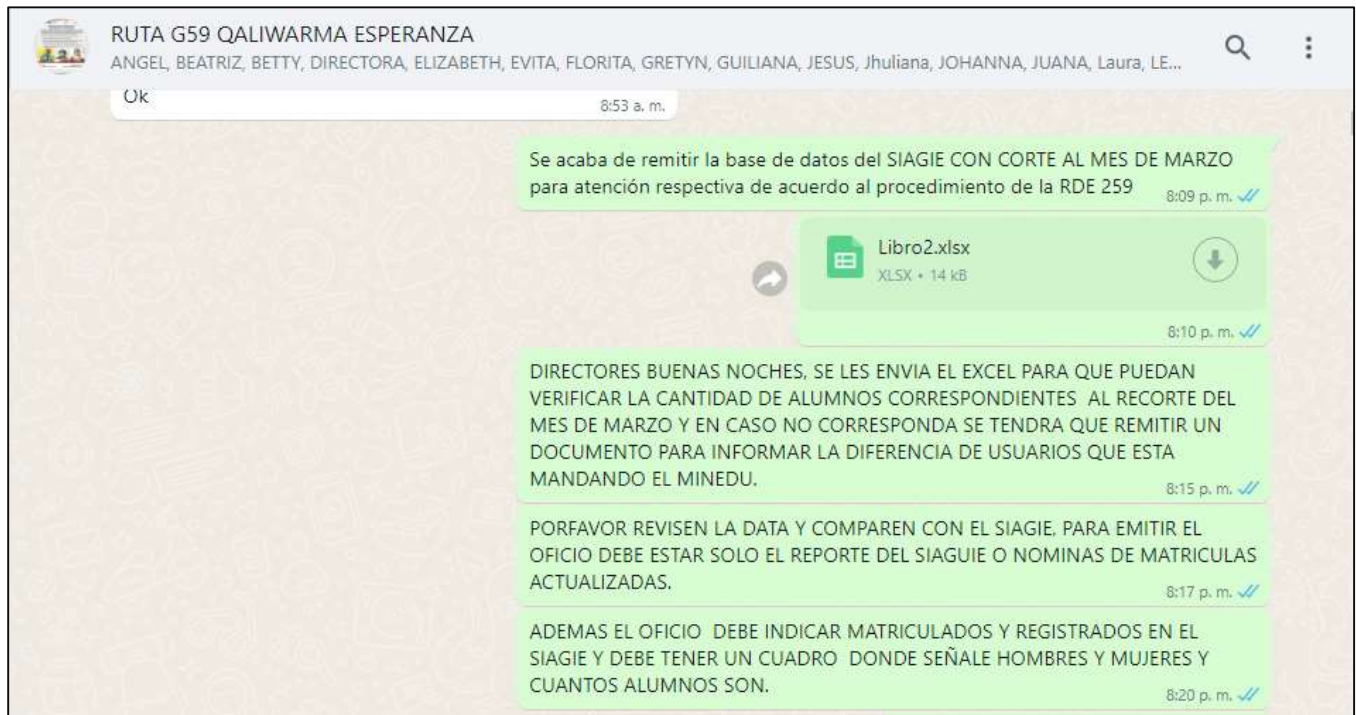 RUTA G59 QALIWARMA ESPERANZA
ANGEL, BEATRIZ, BETTY, DIRECTORA, ELIZABETH, EVITA, FLORITA, GRETYN, GUILIANA, JESUS, Jhuliana, JOHANNA, JUANA, Laura, LE...
Ok
8:53 a. m.
Se acaba de remitir la base de datos del SIAGIE CON CORTE AL MES DE MARZO
para atención respectiva de acuerdo al procedimiento de la RDE 259
8:09 p. m.
Libro2.xlsx
XLSX • 14 kB
8:10 p. m.
DIRECTORES BUENAS NOCHES, SE LES ENVIA EL EXCEL PARA QUE PUEDAN
VERIFICAR LA CANTIDAD DE ALUMNOS CORRESPONDIENTES AL RECORTE DEL
MES DE MARZO Y EN CASO NO CORRESPONDA SE TENDRA QUE REMITIR UN
DOCUMENTO PARA INFORMAR LA DIFERENCIA DE USUARIOS QUE ESTA
MANDANDO EL MINEDU.
8:15 p. m.
PORFAVOR REVISEN LA DATA Y COMPAREN CON EL SIAGIE, PARA EMITIR EL
OFICIO DEBE ESTAR SOLO EL REPORTE DEL SIAGUIE O NOMINAS DE MATRICULAS
ACTUALIZADAS.
8:17 p. m.
ADEMAS EL OFICIO DEBE INDICAR MATRICULADOS Y REGISTRADOS EN EL
SIAGIE Y DEBE TENER UN CUADRO DONDE SEÑALE HOMBRES Y MUJERES Y
CUANTOS ALUMNOS SON.
8:20 p. m.